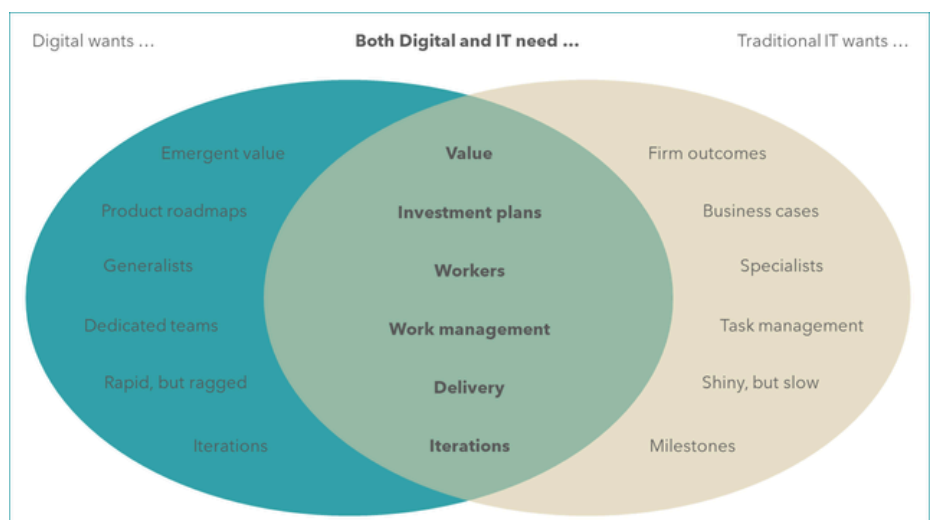 Digital wants …
Both Digital and IT need …
Traditional IT wants …
Emergent value
Value
Firm outcomes
Product roadmaps
Investment plans
Business cases
Generalists
Workers
Specialists
Dedicated teams
Work management
Task management
Rapid, but ragged
Delivery
Shiny, but slow
Iterations
Iterations
Milestones